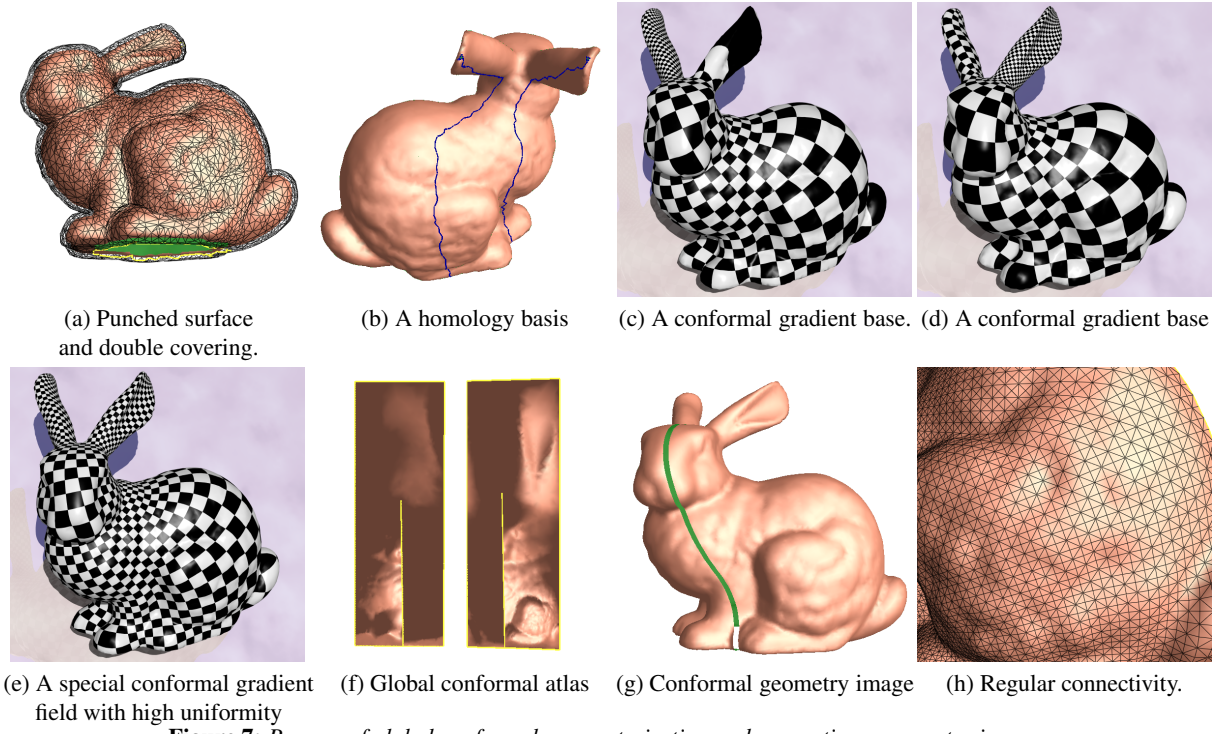 (a) Punched surface
and double covering.
(b) A homology basis
(c) A conformal gradient base.
(d) A conformal gradient base
(e) A special conformal gradient
field with high uniformity
(f) Global conformal atlas
(g) Conformal geometry image
(h) Regular connectivity.